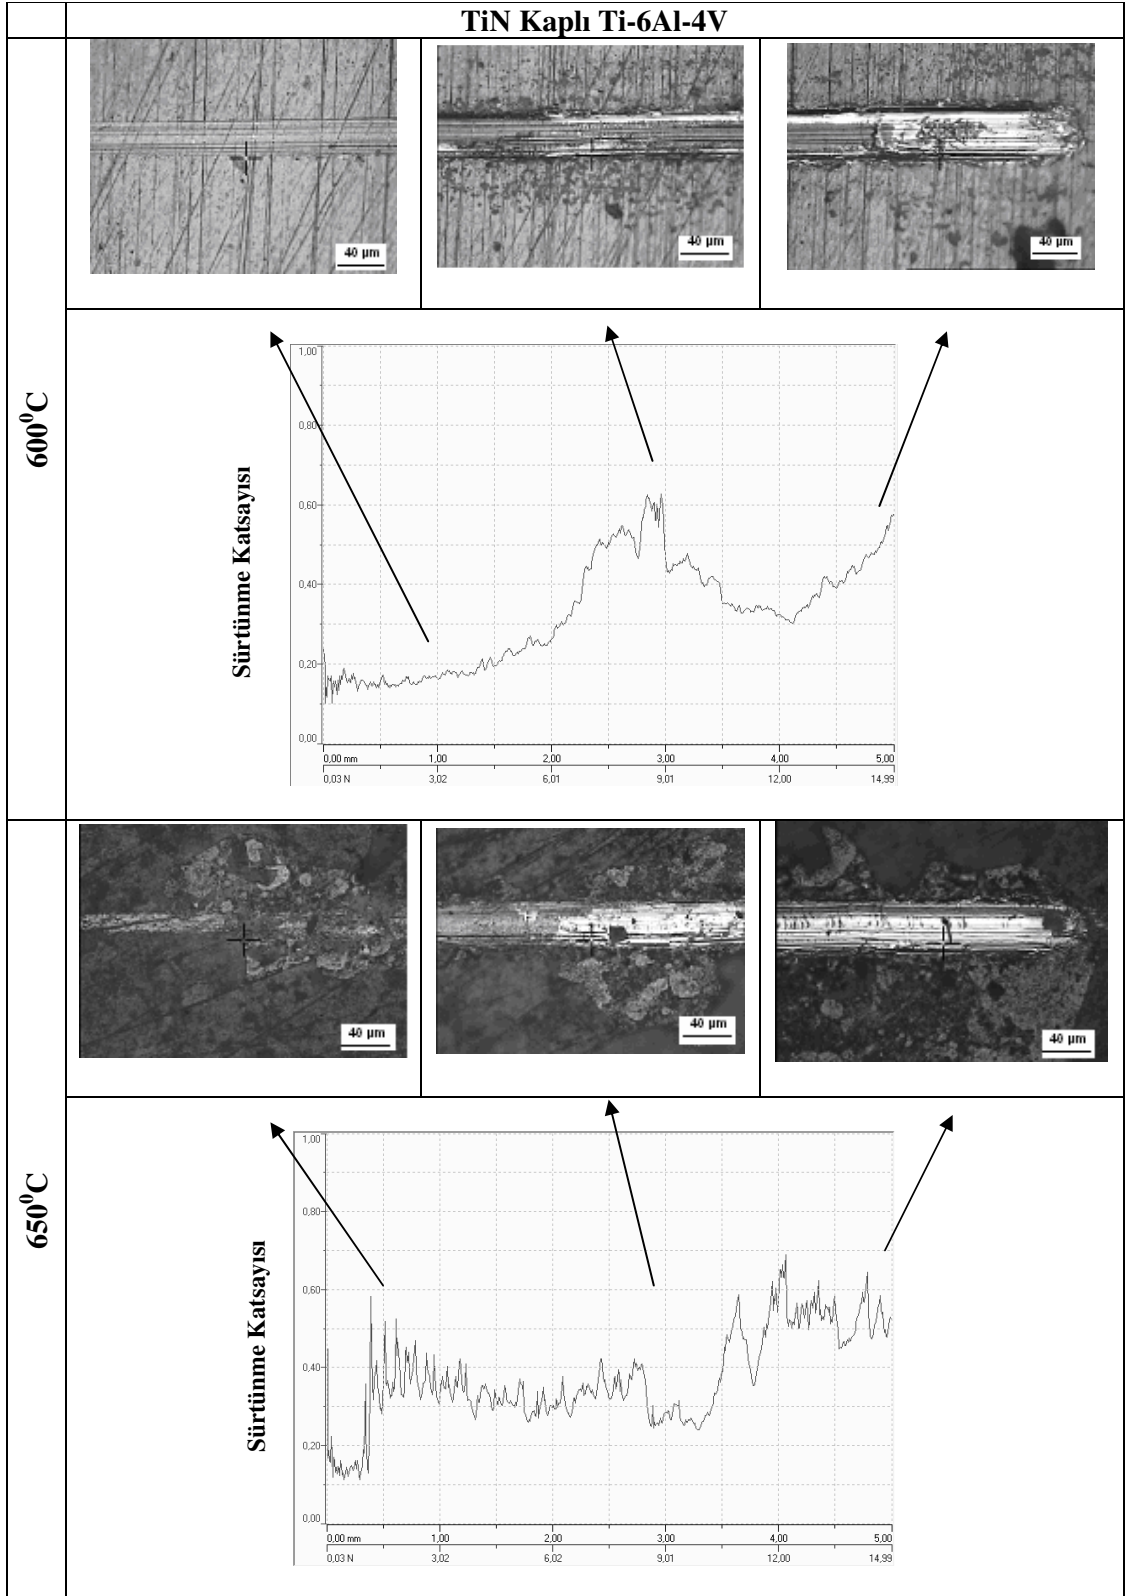 TiN Kaplı Ti-6Al-4V
600⁰C
40 µm
40 µm
40 µm
Sürtünme Katsayısı
1,00
0,80
0,60
0,40
0,20
0,00
0,00 mm 1,00 2,00 3,00 4,00 5,00
0,03 N 3,02 6,01 9,01 12,00 14,99
650⁰C
40 µm
40 µm
40 µm
Sürtünme Katsayısı
1,00
0,80
0,60
0,40
0,20
0,00
0,00 mm 1,00 2,00 3,00 4,00 5,00
0,03 N 3,02 6,02 9,01 12,00 14,99